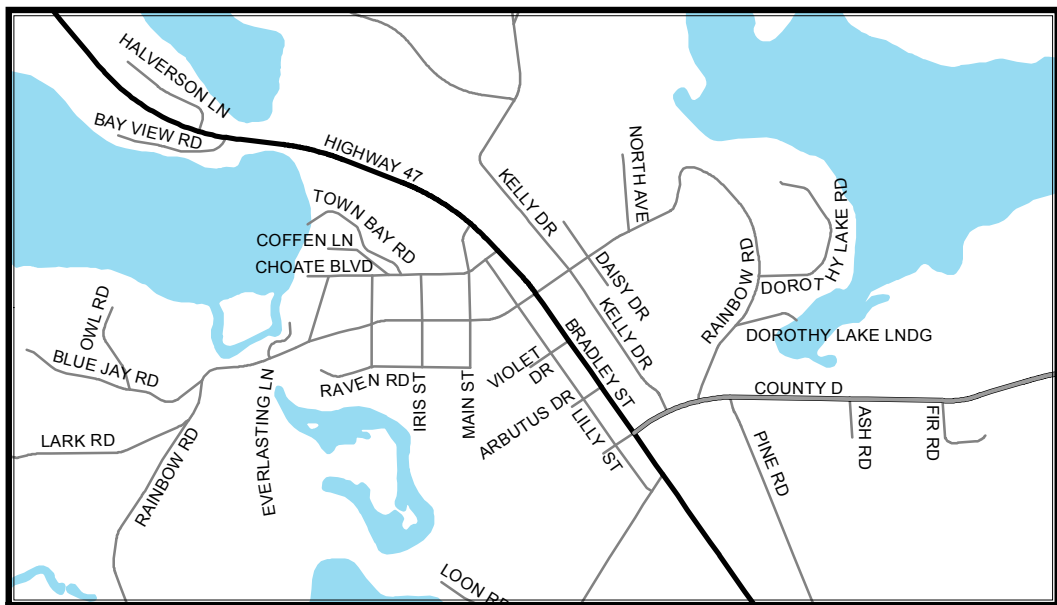 HALVERSON LN
BAY VIEW RD
HIGHWAY 47
NORTH AVE
KELLY DR
HY LAKE RD
TOWN BAY RD
COFFEN LN
CHOATE BLVD
DAISY DR
RAINBOW RD
DOROT
OWL RD
KELLY DR
BRADLEY ST
DOROTHY LAKE LNDG
BLUE JAY RD
VIOLET
DR
RAVEN RD
IRIS ST
MAIN ST
COUNTY D
EVERLASTING LN
ARBUTUS DR
LILLY ST
ASH RD
FIR RD
LARK RD
RAINBOW RD
PINE RD
LOON RD